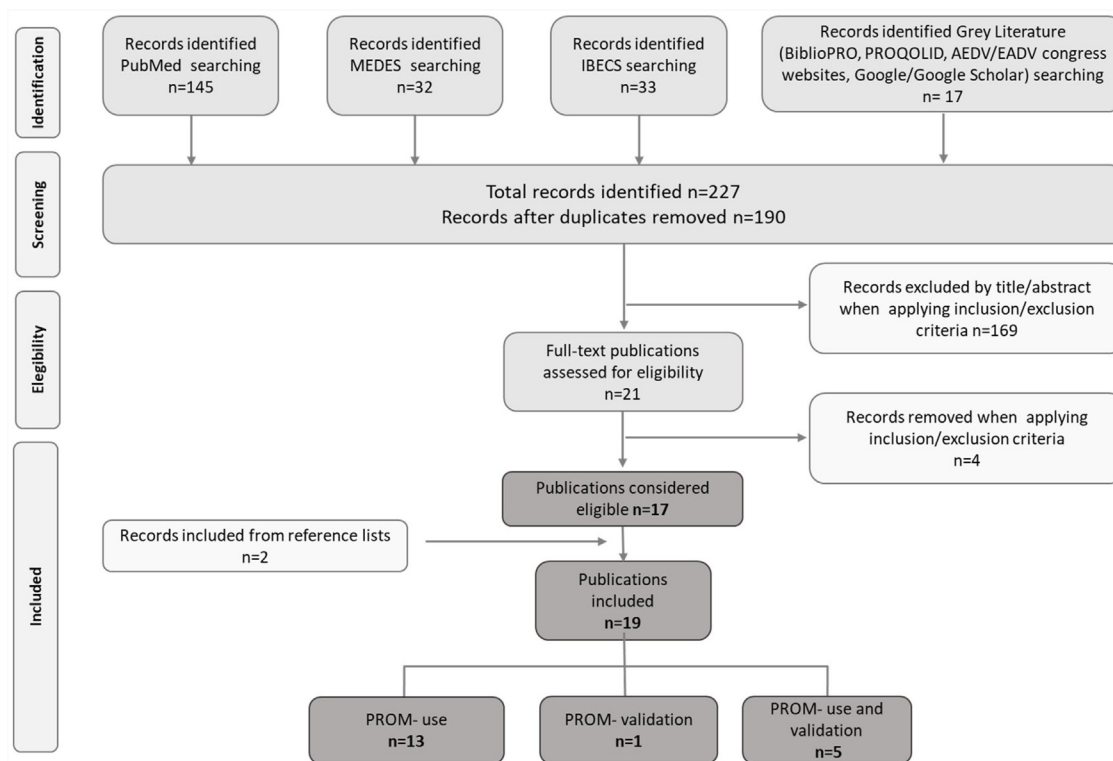 Identification
Records identified
PubMed searching
n=145
Records identified
MEDES searching
n=32
Records identified
IBECS searching
n=33
Records identified Grey Literature
(BiblioPRO, PROQOLID, AEDV/EADV congress
websites, Google/Google Scholar) searching
n= 17
Screening
Total records identified n=227
Records after duplicates removed n=190
Elegibility
Records excluded by title/abstract
when applying inclusion/exclusion
criteria n=169
Full-text publications
assessed for eligibility
n=21
Records removed when applying
inclusion/exclusion criteria
n=4
Included
Publications considered
eligible n=17
Records included from reference lists
n=2
Publications
included
n=19
PROM- use
n=13
PROM- validation
n=1
PROM- use and
validation
n=5